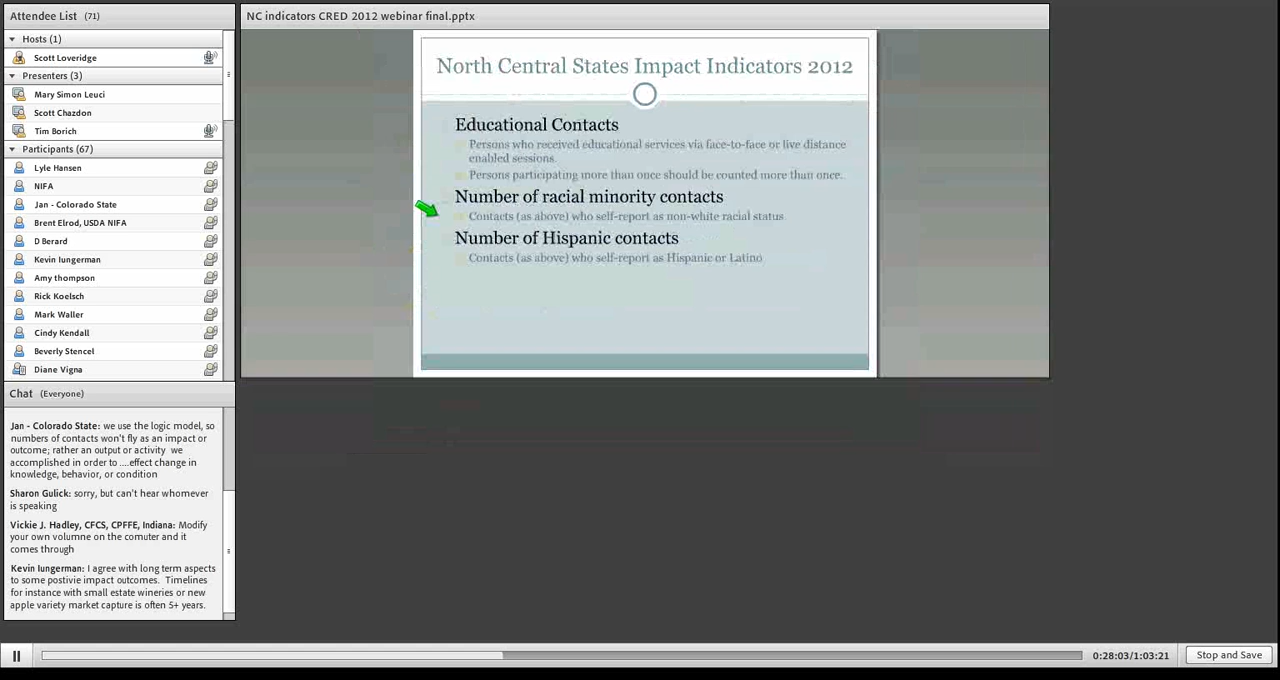 Attendee List (71)
Hosts (1)
Scott Loveridge
Presenters (3)
Mary Simon Leuci
Scott Chazdon
Tim Borich
Participants (67)
Lyle Hansen
NIFA
Jan - Colorado State
Brent Elrod, USDA NIFA
D Berard
Kevin Iungerman
Amy thompson
Rick Koelsch
Mark Waller
Cindy Kendall
Beverly Stencel
Diane Vigna
Chat (Everyone)
Jan - Colorado State: we use the logic model, so
numbers of contacts won't fly as an impact or
outcome; rather an output or activity we
accomplished in order to ....effect change in
knowledge, behavior, or condition
Sharon Gulick: sorry, but can't hear whomever
is speaking
Vickie J. Hadley, CFCS, CPFFE, Indiana: Modify
your own volumne on the comuter and it
comes through
Kevin Iungerman: I agree with long term aspects
to some postivie impact outcomes. Timelines
for instance with small estate wineries or new
apple variety market capture is often 5+ years.
NC indicators CRED 2012 webinar final.pptx
North Central States Impact Indicators 2012
Educational Contacts
Persons who received educational services via face-to-face or live distance
enabled sessions.
Persons participating more than once should be counted more than once.
Number of racial minority contacts
Contacts (as above) who self-report as non-white racial status
Number of Hispanic contacts
Contacts (as above) who self-report as Hispanic or Latino
0:28:03/1:03:21
Stop and Save